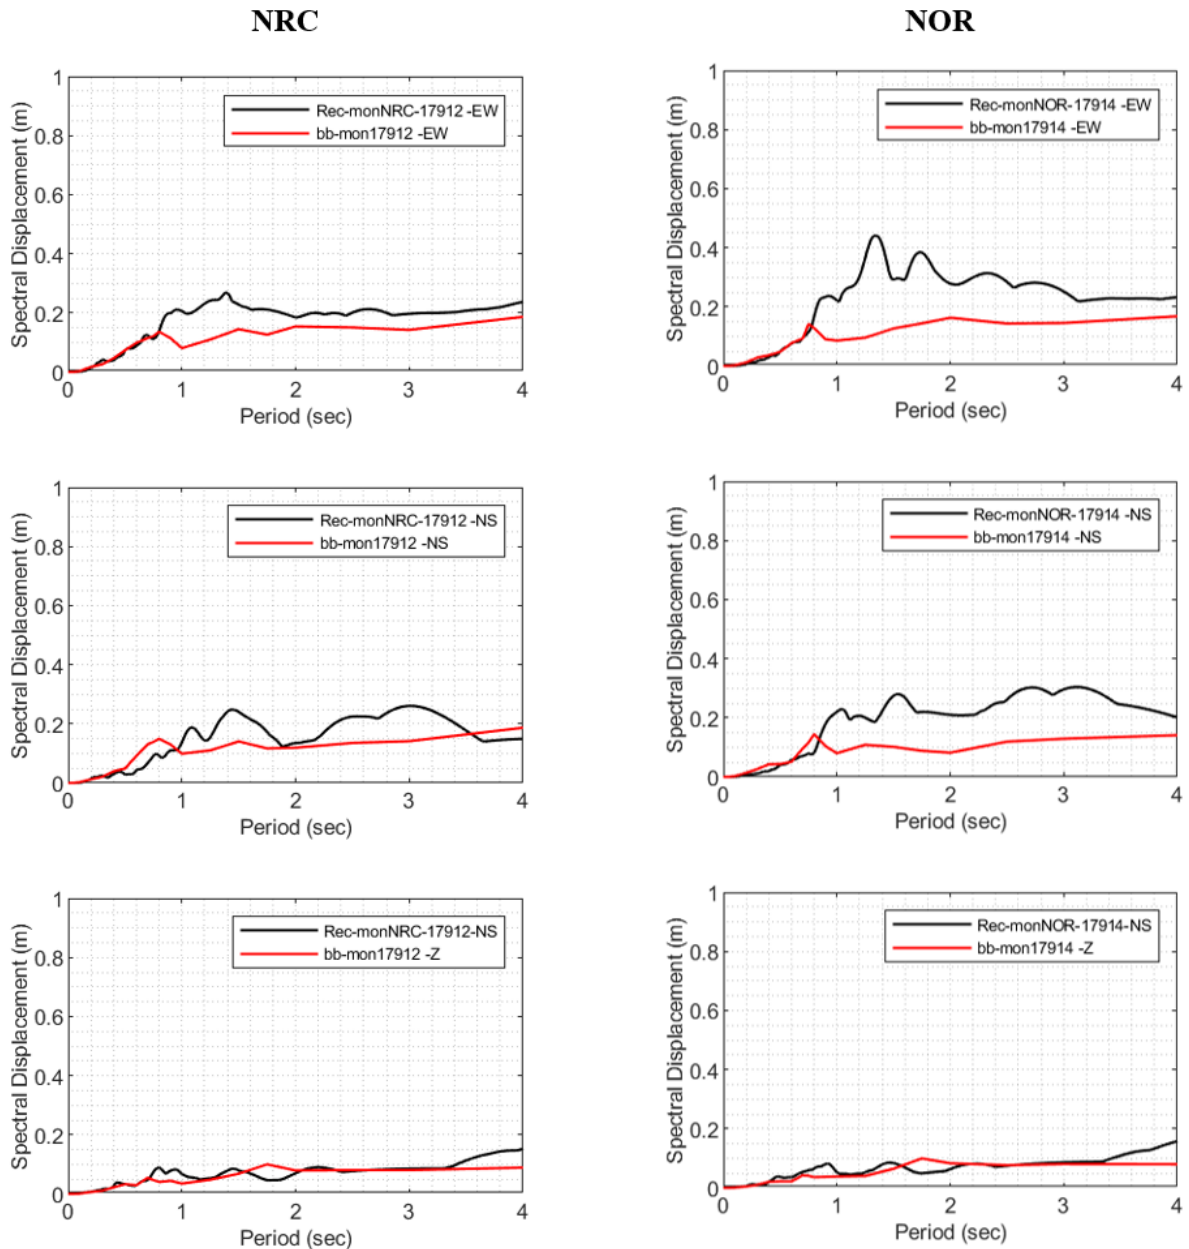 NRC
NOR
Spectral Displacement (m)
1
0.8
0.6
0.4
0.2
0
Rec-monNRC-17912 -EW
bb-mon17912 -EW
0 1 2 3 4
Period (sec)
Spectral Displacement (m)
1
0.8
0.6
0.4
0.2
0
Rec-monNOR-17914 -EW
bb-mon17914 -EW
0 1 2 3 4
Period (sec)
Spectral Displacement (m)
1
0.8
0.6
0.4
0.2
0
Rec-monNRC-17912 -NS
bb-mon17912 -NS
0 1 2 3 4
Period (sec)
Spectral Displacement (m)
1
0.8
0.6
0.4
0.2
0
Rec-monNOR-17914 -NS
bb-mon17914 -NS
0 1 2 3 4
Period (sec)
Spectral Displacement (m)
1
0.8
0.6
0.4
0.2
0
Rec-monNRC-17912-NS
bb-mon17912 -Z
0 1 2 3 4
Period (sec)
Spectral Displacement (m)
1
0.8
0.6
0.4
0.2
0
Rec-monNOR-17914-NS
bb-mon17914 -Z
0 1 2 3 4
Period (sec)